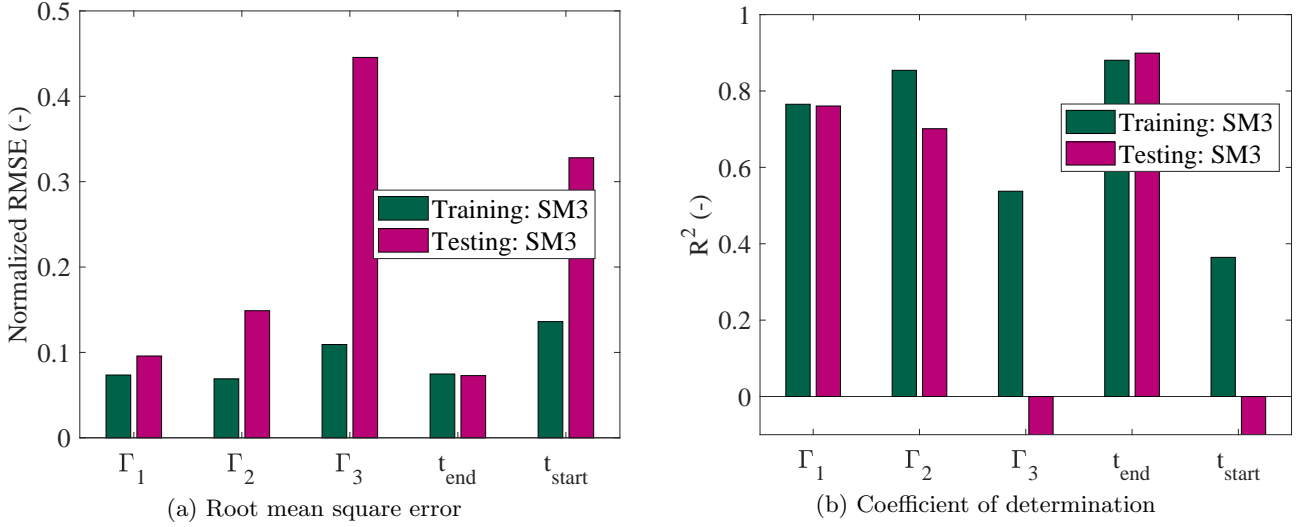 0.5
0.4
0.3
0.2
0.1
0
Normalized RMSE (-)
Training: SM3
Testing: SM3
Γ1 Γ2 Γ3 tend tstart
(a) Root mean square error
1
0.8
0.6
0.4
0.2
0
R² (-)
Training: SM3
Testing: SM3
Γ1 Γ2 Γ3 tend tstart
(b) Coefficient of determination